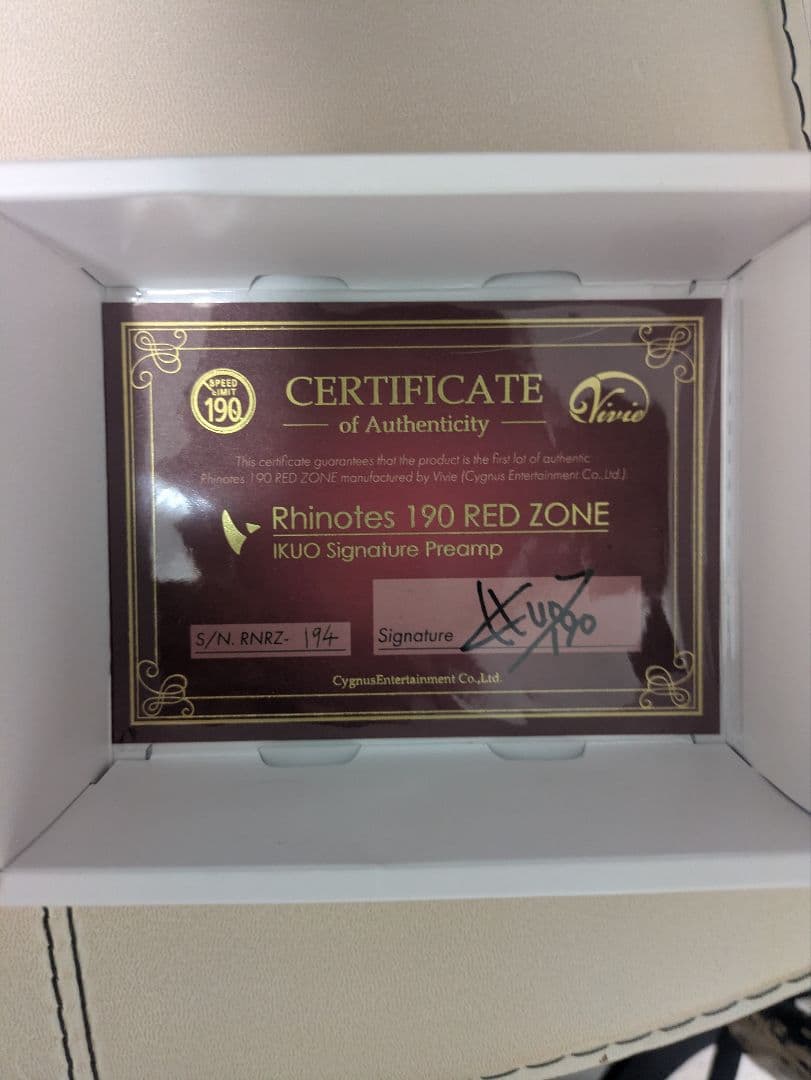 SPEED
LIMIT
190
CERTIFICATE
of Authenticity
Vivie
This certificate guarantees that the product is the first lot of authentic
Rhinotes 190 RED ZONE manufactured by Vivie (Cygnus Entertainment Co.,Ltd.)
Rhinotes 190 RED ZONE
IKUO Signature Preamp
S/N. RNRZ- 194
Signature IKUO 190
CygnusEntertainment Co.,Ltd.